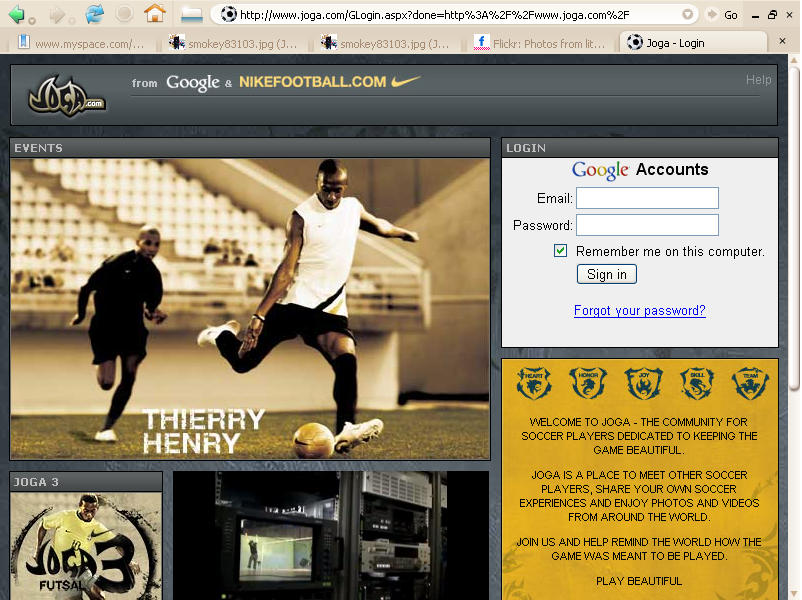 http://www.joga.com/GLogin.aspx?done=http%3A%2F%2Fwww.joga.com%2F
Go
www.myspace.com/...
smokey83103.jpg (J...
smokey83103.jpg (J...
Flickr: Photos from lit...
Joga - Login
JOGA.com
from Google & NIKEFOOTBALL.COM
Help
EVENTS
THIERRY
HENRY
LOGIN
Google Accounts
Email:
Password:
Remember me on this computer.
Sign in
Forgot your password?
HEART
HONOR
JOY
SKILL
TEAM
WELCOME TO JOGA - THE COMMUNITY FOR
SOCCER PLAYERS DEDICATED TO KEEPING THE
GAME BEAUTIFUL.
JOGA IS A PLACE TO MEET OTHER SOCCER
PLAYERS, SHARE YOUR OWN SOCCER
EXPERIENCES AND ENJOY PHOTOS AND VIDEOS
FROM AROUND THE WORLD.
JOIN US AND HELP REMIND THE WORLD HOW THE
GAME WAS MEANT TO BE PLAYED.
PLAY BEAUTIFUL
JOGA 3
JOGA 3
FUTSAL